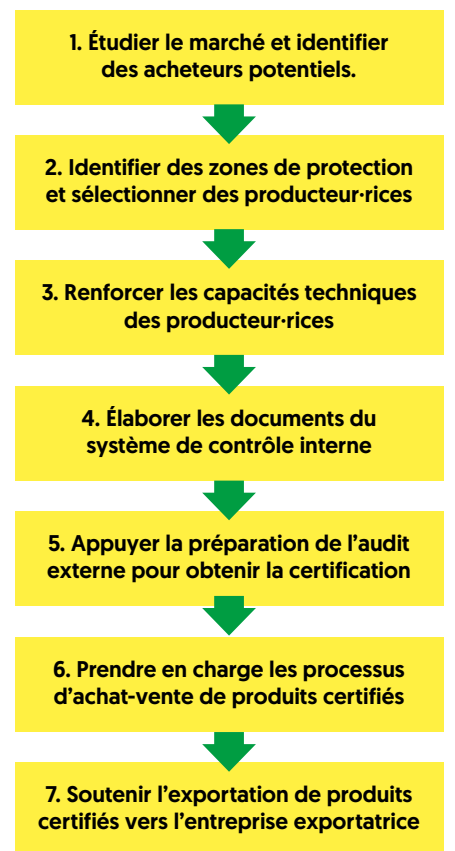 1. Étudier le marché et identifier
des acheteurs potentiels.
2. Identifier des zones de protection
et sélectionner des producteur·rices
3. Renforcer les capacités techniques
des producteur·rices
4. Élaborer les documents du
système de contrôle interne
5. Appuyer la préparation de l’audit
externe pour obtenir la certification
6. Prendre en charge les processus
d’achat-vente de produits certifiés
7. Soutenir l’exportation de produits
certifiés vers l’entreprise exportatrice